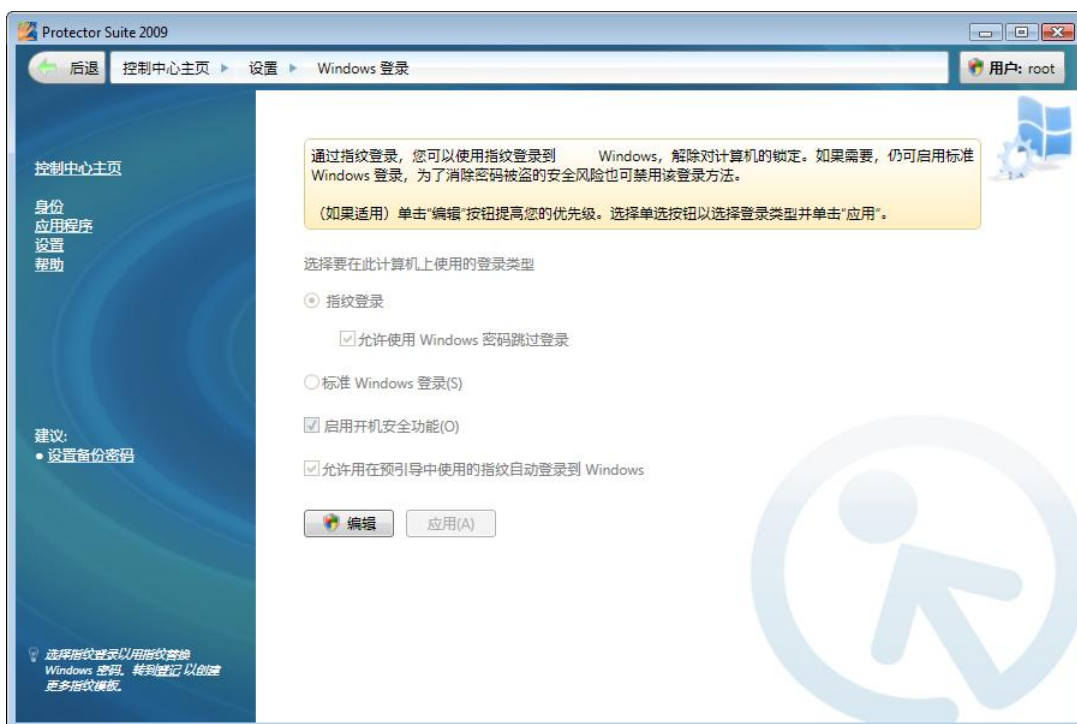 Protector Suite 2009
后退 控制中心主页 设置 Windows 登录 用户: root
控制中心主页
身份
应用程序
设置
帮助
建议:
• 设置备份密码
选择指纹登录以用指纹替换
Windows 密码。转到登记 以创建
更多指纹模板。
通过指纹登录，您可以使用指纹登录到 Windows，解除对计算机的锁定。如果需要，仍可启用标准
Windows 登录，为了消除密码被盗的安全风险也可禁用该登录方法。
（如果适用）单击“编辑”按钮提高您的优先级。选择单选按钮以选择登录类型并单击“应用”。
选择要在此计算机上使用的登录类型
指纹登录
允许使用 Windows 密码跳过登录
标准 Windows 登录(S)
启用开机安全功能(O)
允许用在预引导中使用的指纹自动登录到 Windows
编辑 应用(A)